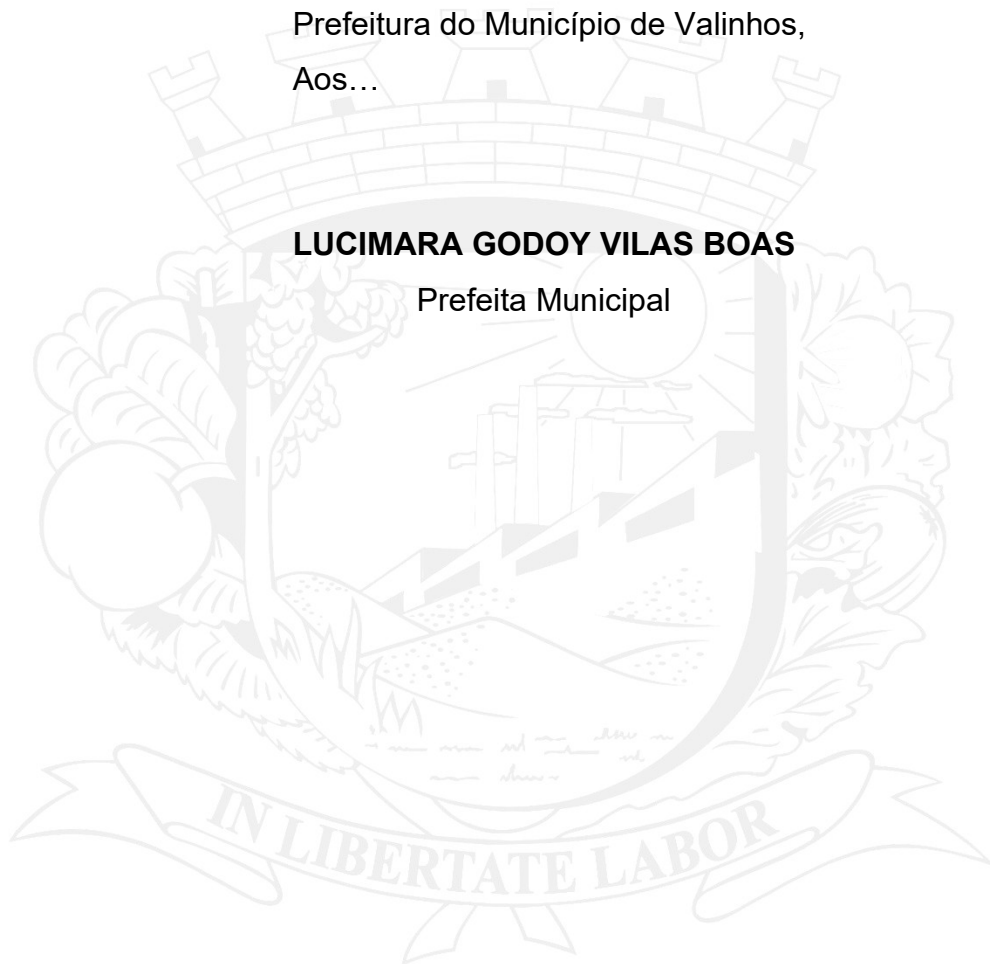 Prefeitura do Município de Valinhos,
Aos…
LUCIMARA GODOY VILAS BOAS
Prefeita Municipal
IN LIBERTATE LABOR